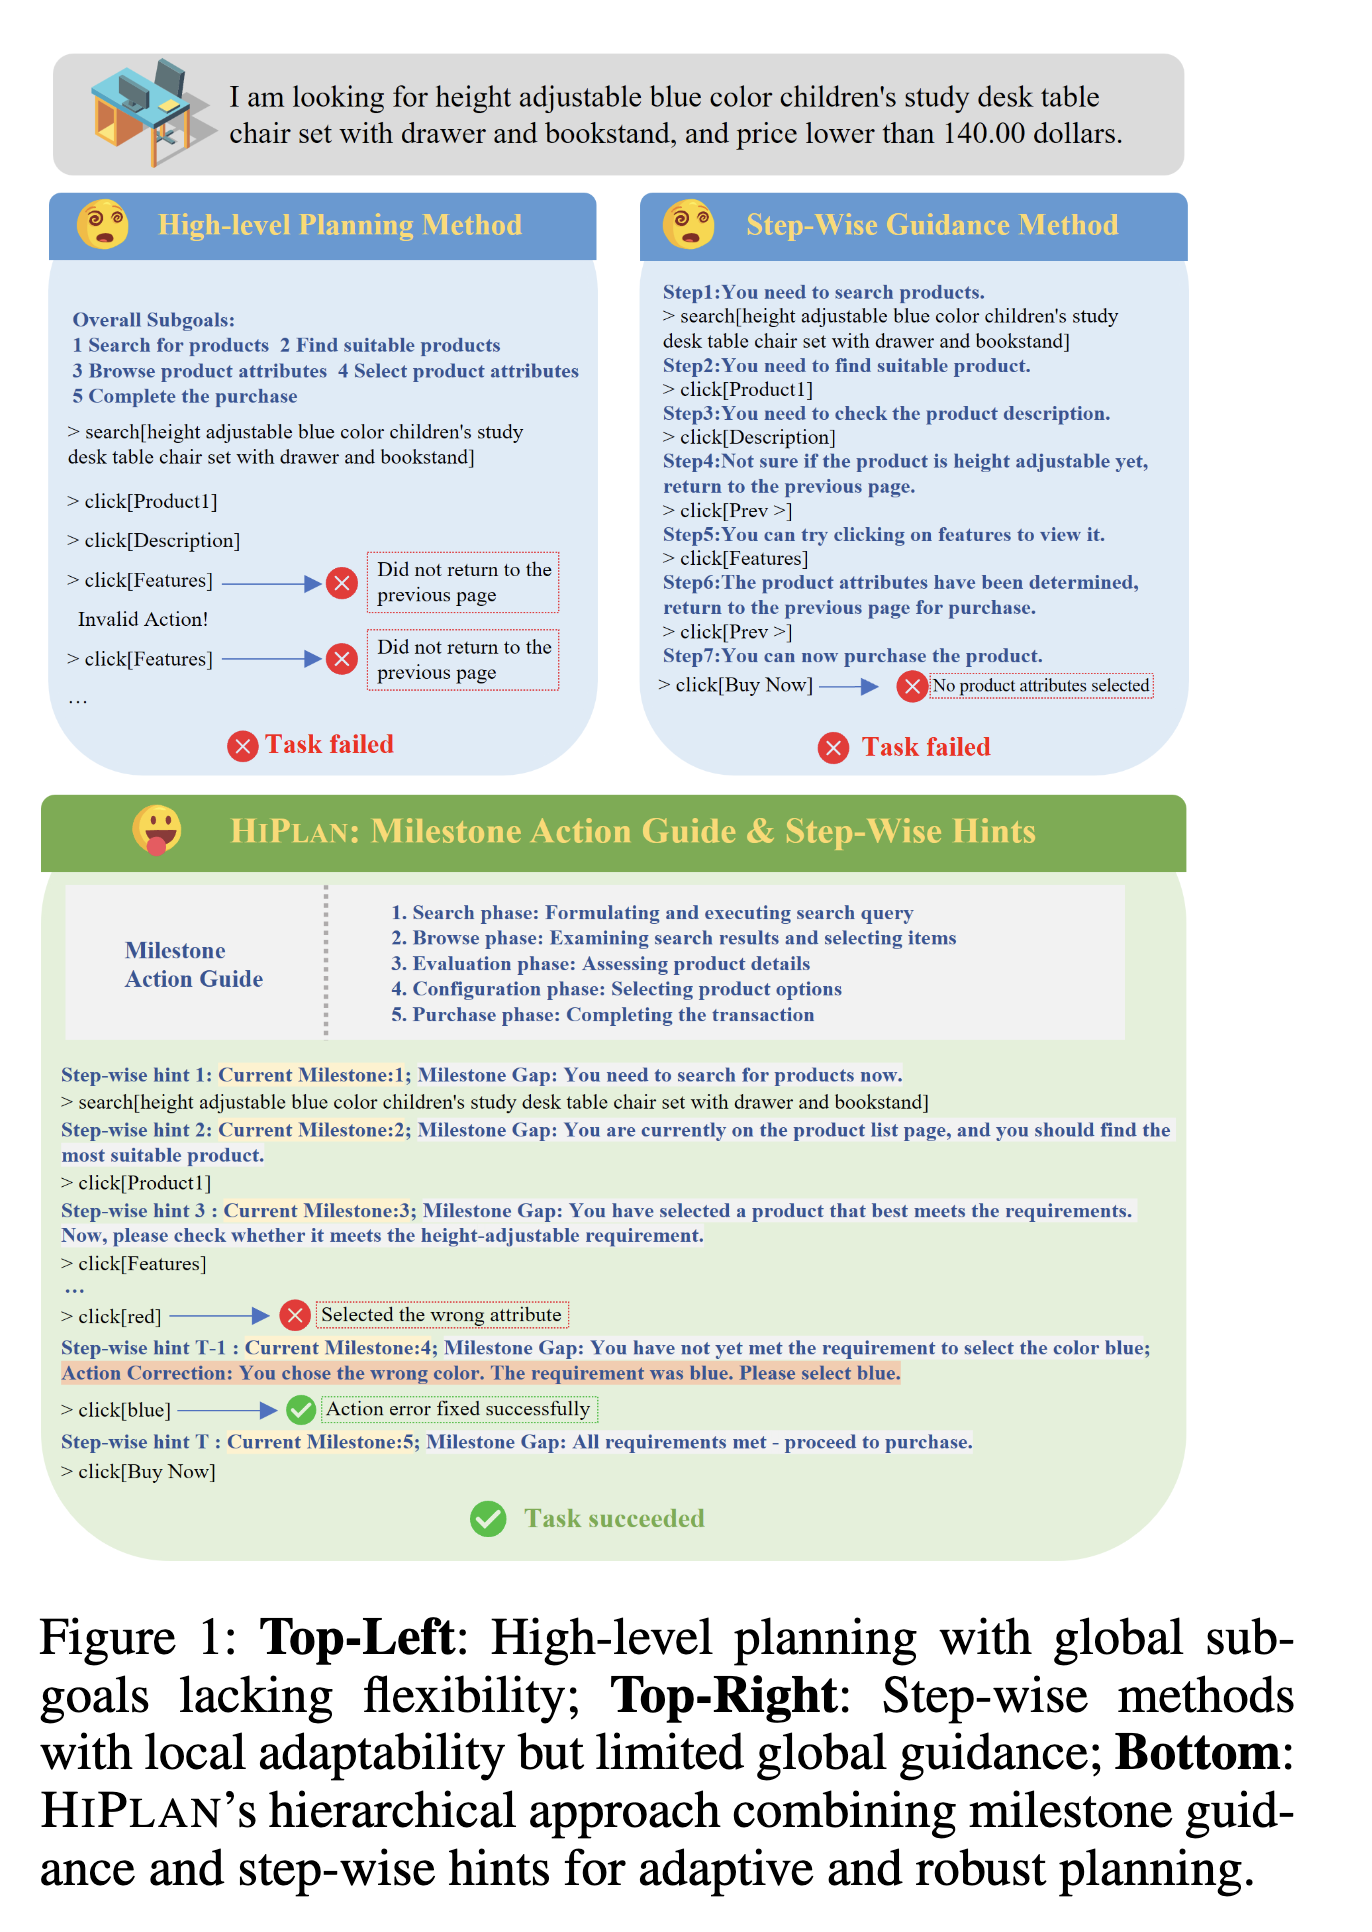 I am looking for height adjustable blue color children's study desk table
chair set with drawer and bookstand, and price lower than 140.00 dollars.
High-level Planning Method
Overall Subgoals:
1 Search for products 2 Find suitable products
3 Browse product attributes 4 Select product attributes
5 Complete the purchase
> search[height adjustable blue color children's study
desk table chair set with drawer and bookstand]
> click[Product1]
> click[Description]
> click[Features]
Did not return to the
previous page
Invalid Action!
> click[Features]
Did not return to the
previous page
...
Task failed
Step-Wise Guidance Method
Step1:You need to search products.
> search[height adjustable blue color children's study
desk table chair set with drawer and bookstand]
Step2:You need to find suitable product.
> click[Product1]
Step3:You need to check the product description.
> click[Description]
Step4:Not sure if the product is height adjustable yet,
return to the previous page.
> click[Prev >]
Step5:You can try clicking on features to view it.
> click[Features]
Step6:The product attributes have been determined,
return to the previous page for purchase.
> click[Prev >]
Step7:You can now purchase the product.
> click[Buy Now]
No product attributes selected
Task failed
HIPLAN: Milestone Action Guide & Step-Wise Hints
Milestone
Action Guide
1. Search phase: Formulating and executing search query
2. Browse phase: Examining search results and selecting items
3. Evaluation phase: Assessing product details
4. Configuration phase: Selecting product options
5. Purchase phase: Completing the transaction
Step-wise hint 1: Current Milestone:1; Milestone Gap: You need to search for products now.
> search[height adjustable blue color children's study desk table chair set with drawer and bookstand]
Step-wise hint 2: Current Milestone:2; Milestone Gap: You are currently on the product list page, and you should find the
most suitable product.
> click[Product1]
Step-wise hint 3 : Current Milestone:3; Milestone Gap: You have selected a product that best meets the requirements.
Now, please check whether it meets the height-adjustable requirement.
> click[Features]
...
> click[red]
Selected the wrong attribute
Step-wise hint T-1 : Current Milestone:4; Milestone Gap: You have not yet met the requirement to select the color blue;
Action Correction: You chose the wrong color. The requirement was blue. Please select blue.
> click[blue]
Action error fixed successfully
Step-wise hint T : Current Milestone:5; Milestone Gap: All requirements met - proceed to purchase.
> click[Buy Now]
Task succeeded
Figure 1: Top-Left: High-level planning with global sub-
goals lacking flexibility; Top-Right: Step-wise methods
with local adaptability but limited global guidance; Bottom:
HIPLAN's hierarchical approach combining milestone guid-
ance and step-wise hints for adaptive and robust planning.